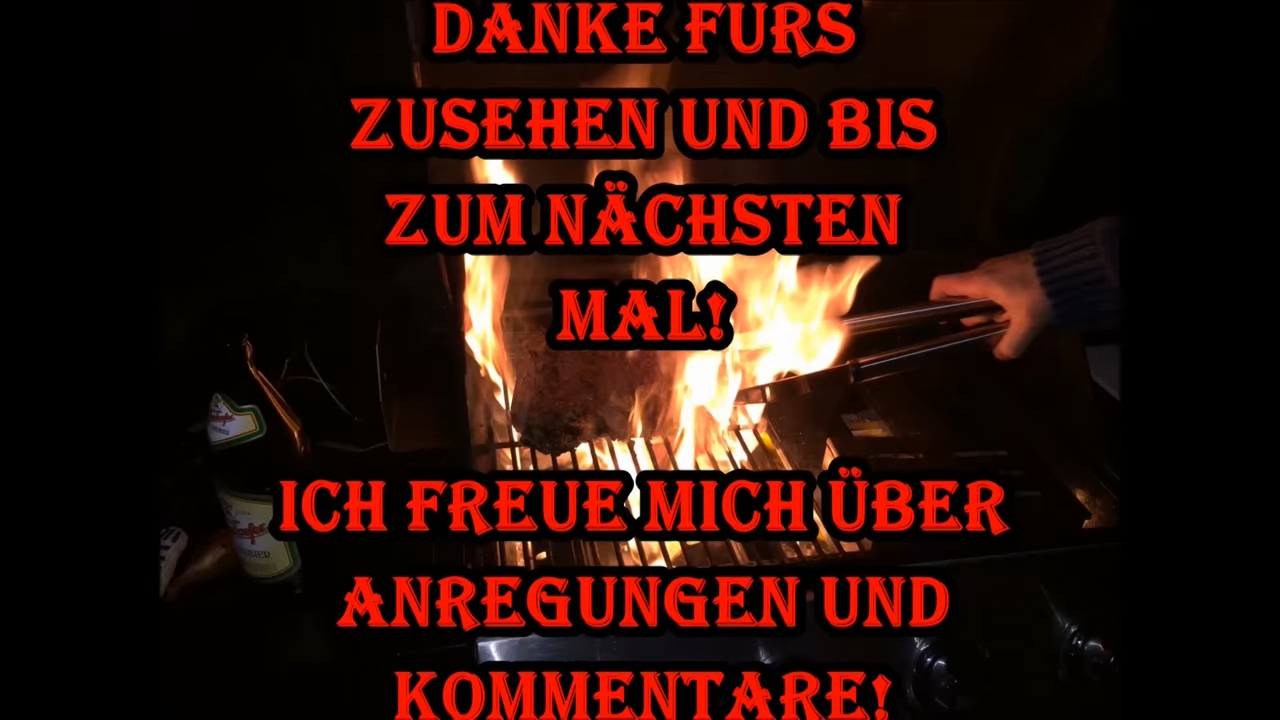 DANKE FURS
ZUSEHEN UND BIS
ZUM NÄCHSTEN
MAL!
ICH FREUE MICH ÜBER
ANREGUNGEN UND
KOMMENTARE!